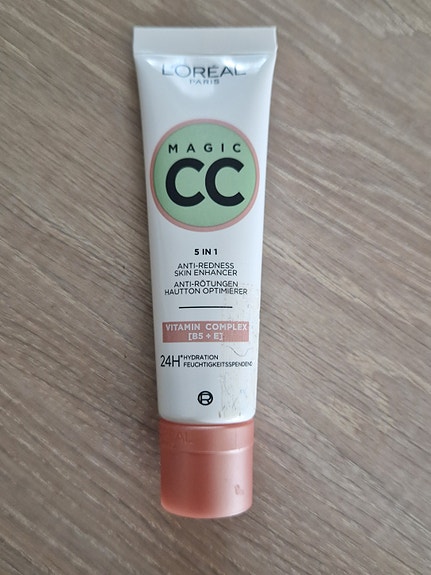 L'ORÉAL
PARIS
MAGIC
CC
5 IN 1
ANTI-REDNESS
SKIN ENHANCER
ANTI-RÖTUNGEN
HAUTTON OPTIMIERER
VITAMIN COMPLEX
[B5 + E]
24H* HYDRATION
FEUCHTIGKEITSSPENDEND